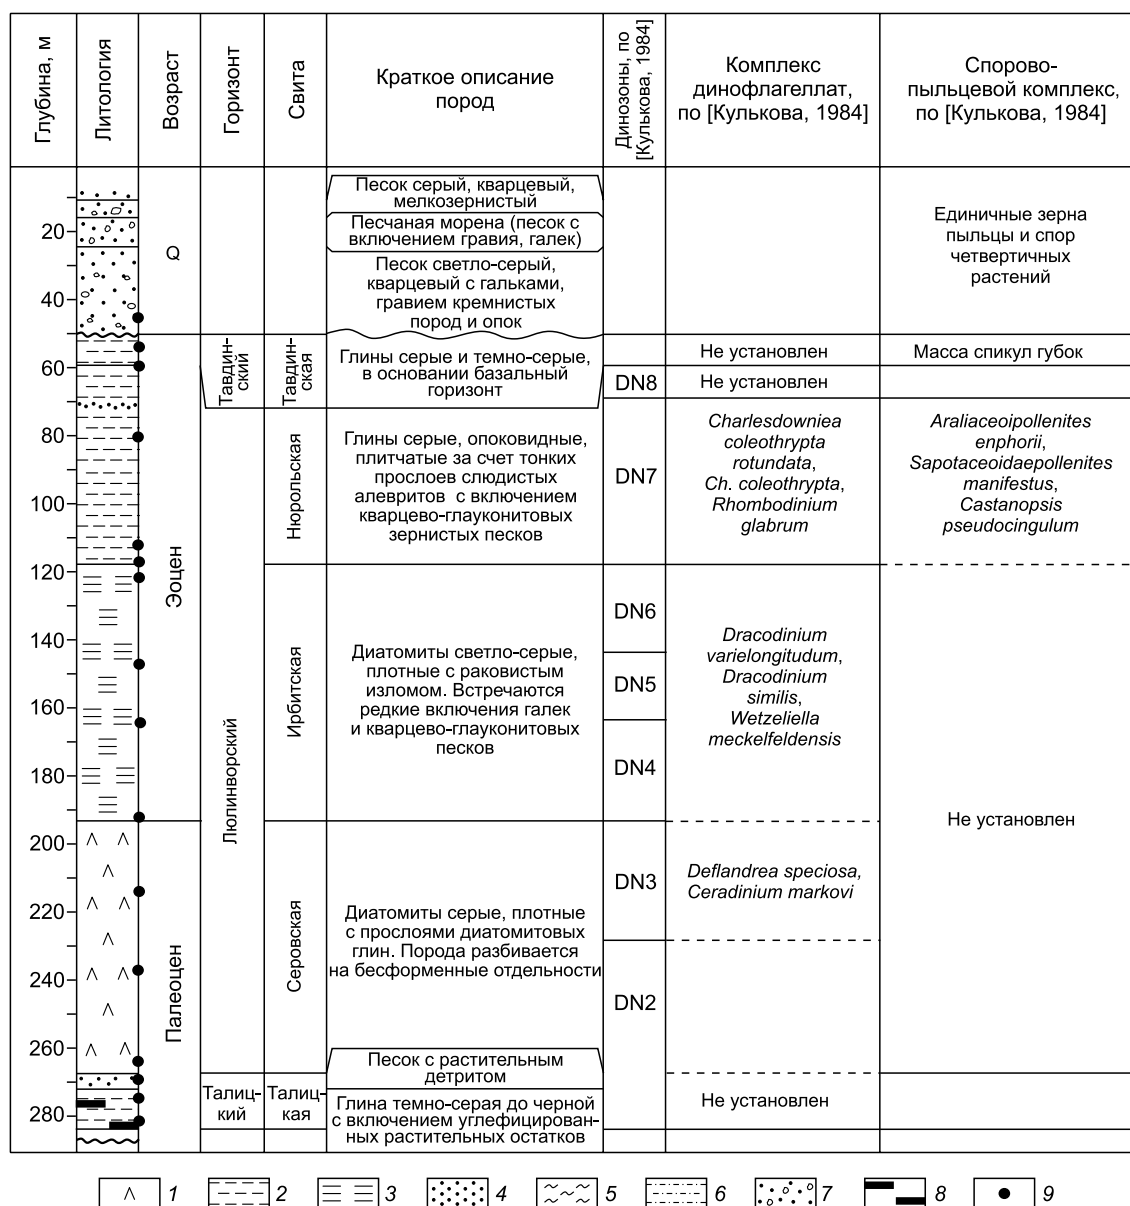 Глубина, м
Литология
Возраст
Горизонт
Свита
Краткое описание
пород
Динозоны, по
[Кулькова, 1984]
Комплекс
динофлагеллат,
по [Кулькова, 1984]
Спорово-
пыльцевой комплекс,
по [Кулькова, 1984]
20
40
60
80
100
120
140
160
180
200
220
240
260
280
Q
Эоцен
Палеоцен
Тавдин-
ский
Люлинворский
Талиц-
кий
Тавдин-
ская
Нюрольская
Ирбитская
Серовская
Талиц-
кая
Песок серый, кварцевый,
мелкозернистый
Песчаная морена (песок с
включением гравия, галек)
Песок светло-серый,
кварцевый с гальками,
гравием кремнистых
пород и опок
Глины серые и темно-серые,
в основании базальный
горизонт
Глины серые, опоковидные,
плитчатые за счет тонких
прослоев слюдистых
алевритов с включением
кварцево-глауконитовых
зернистых песков
Диатомиты светло-серые,
плотные с раковистым
изломом. Встречаются
редкие включения галек
и кварцево-глауконитовых
песков
Диатомиты серые, плотные
с прослоями диатомитовых
глин. Порода разбивается
на бесформенные отдельности
Песок с растительным
детритом
Глина темно-серая до черной
с включением углефицирован-
ных растительных остатков
DN8
DN7
DN6
DN5
DN4
DN3
DN2
Не установлен
Не установлен
Charlesdowniea
coleothrypta
rotundata,
Ch. coleothrypta,
Rhombodinium
glabrum
Dracodinium
varielongitudum,
Dracodinium
similis,
Wetzeliella
meckelfeldensis
Deflandrea speciosa,
Ceradinium markovi
Не установлен
Единичные зерна
пыльцы и спор
четвертичных
растений
Масса спикул губок
Araliaceoipollenites
enphorii,
Sapotaceoidaepollenites
manifestus,
Castanopsis
pseudocingulum
Не установлен
1
2
3
4
5
6
7
8
9